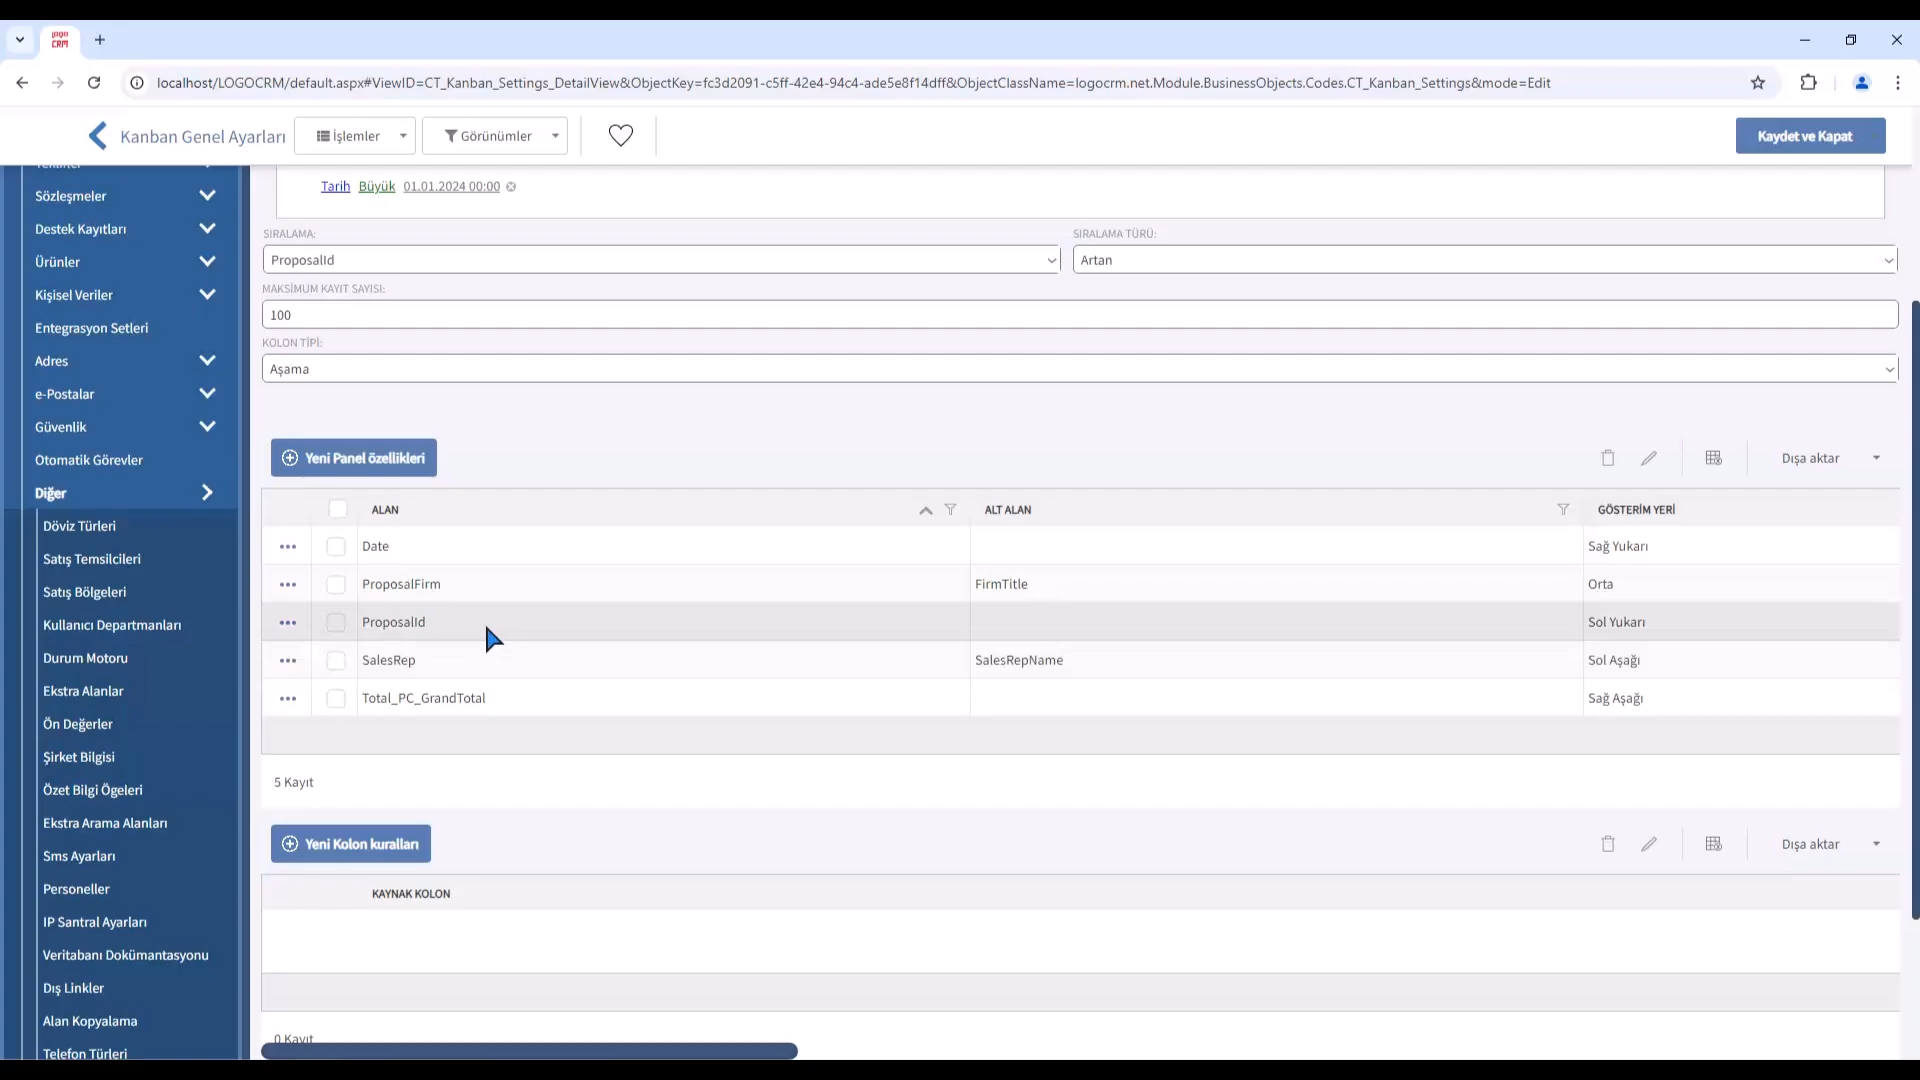 logo
CRM
localhost/LOGOCRM/default.aspx#ViewID=CT_Kanban_Settings_DetailView&ObjectKey=fc3d2091-c5ff-42e4-94c4-ade5e8f14dff&ObjectClassName=logocrm.net.Module.BusinessObjects.Codes.CT_Kanban_Settings&mode=Edit
Kanban Genel Ayarları
İşlemler
Görünümler
Kaydet ve Kapat
Sözleşmeler
Destek Kayıtları
Ürünler
Kişisel Veriler
Entegrasyon Setleri
Adres
e-Postalar
Güvenlik
Otomatik Görevler
Diğer
Döviz Türleri
Satış Temsilcileri
Satış Bölgeleri
Kullanıcı Departmanları
Durum Motoru
Ekstra Alanlar
Ön Değerler
Şirket Bilgisi
Özet Bilgi Ögeleri
Ekstra Arama Alanları
Sms Ayarları
Personeller
IP Santral Ayarları
Veritabanı Dokümantasyonu
Dış Linkler
Alan Kopyalama
Telefon Türleri
Tarih Büyük 01.01.2024 00:00
SIRALAMA: SIRALAMA TÜRÜ:
ProposalId Artan
MAKSİMUM KAYIT SAYISI:
100
KOLON TİPİ:
Aşama
Yeni Panel özellikleri Dışa aktar
ALAN ALT ALAN GÖSTERİM YERİ
Date Sağ Yukarı
ProposalFirm FirmTitle Orta
ProposalId Sol Yukarı
SalesRep SalesRepName Sol Aşağı
Total_PC_GrandTotal Sağ Aşağı
5 Kayıt
Yeni Kolon kuralları Dışa aktar
KAYNAK KOLON
0 Kayıt